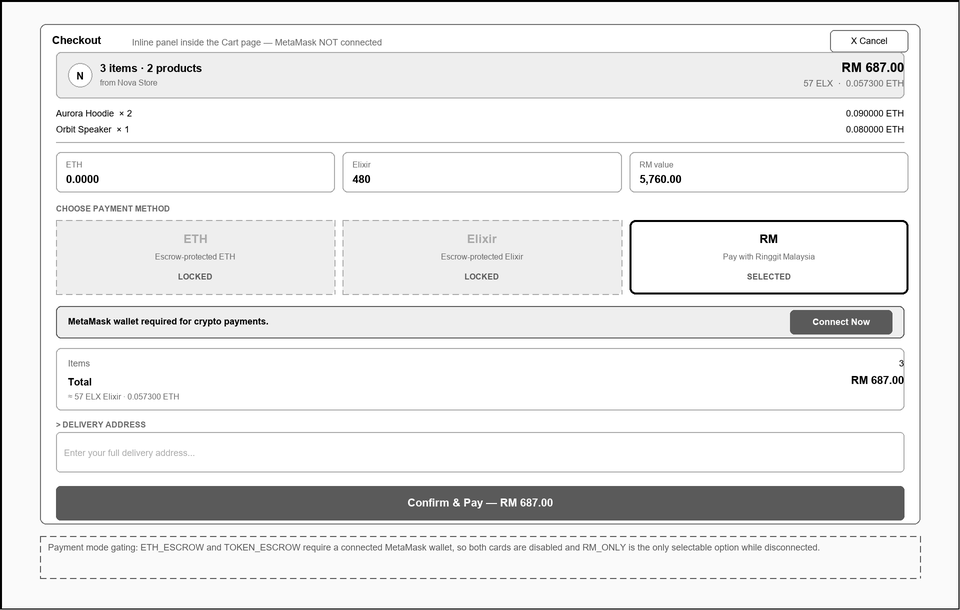 Checkout
Inline panel inside the Cart page — MetaMask NOT connected
X Cancel
N
3 items · 2 products
from Nova Store
RM 687.00
57 ELX · 0.057300 ETH
Aurora Hoodie × 2
0.090000 ETH
Orbit Speaker × 1
0.080000 ETH
ETH
0.0000
Elixir
480
RM value
5,760.00
CHOOSE PAYMENT METHOD
ETH
Escrow-protected ETH
LOCKED
Elixir
Escrow-protected Elixir
LOCKED
RM
Pay with Ringgit Malaysia
SELECTED
MetaMask wallet required for crypto payments.
Connect Now
Items
3
Total
RM 687.00
≈ 57 ELX Elixir · 0.057300 ETH
> DELIVERY ADDRESS
Enter your full delivery address...
Confirm & Pay — RM 687.00
Payment mode gating: ETH_ESCROW and TOKEN_ESCROW require a connected MetaMask wallet, so both cards are disabled and RM_ONLY is the only selectable option while disconnected.